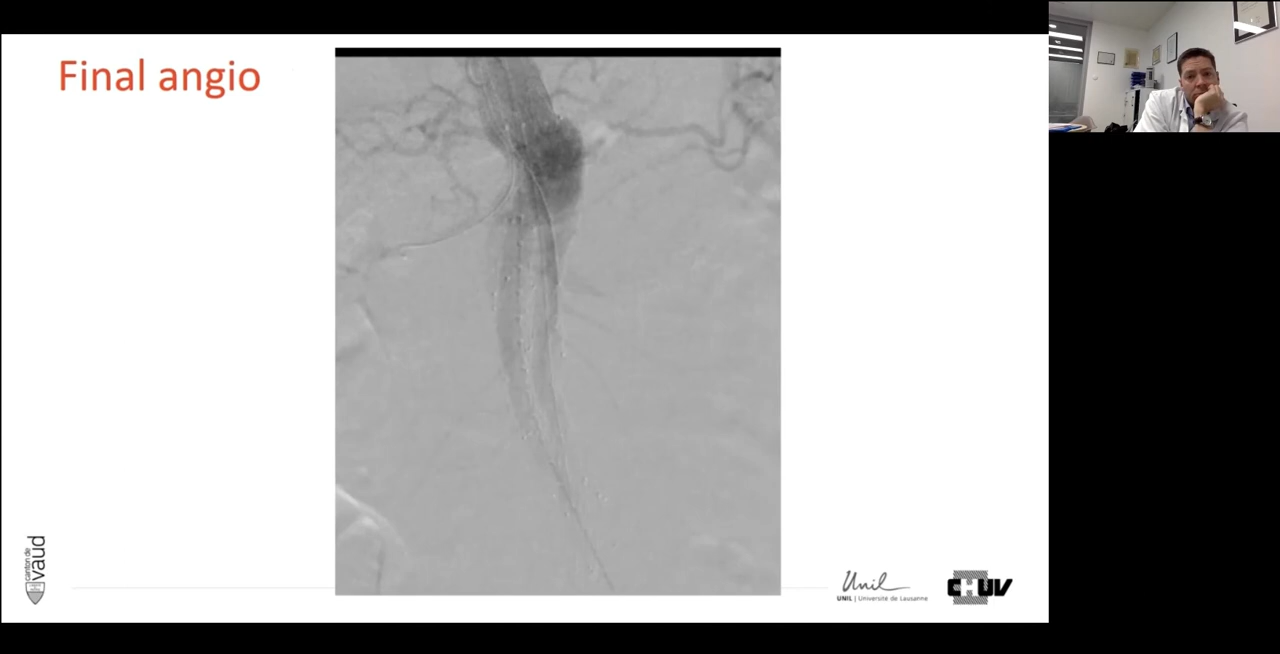 Final angio
canton de
vaud
Unil
UNIL | Université de Lausanne
CHUV